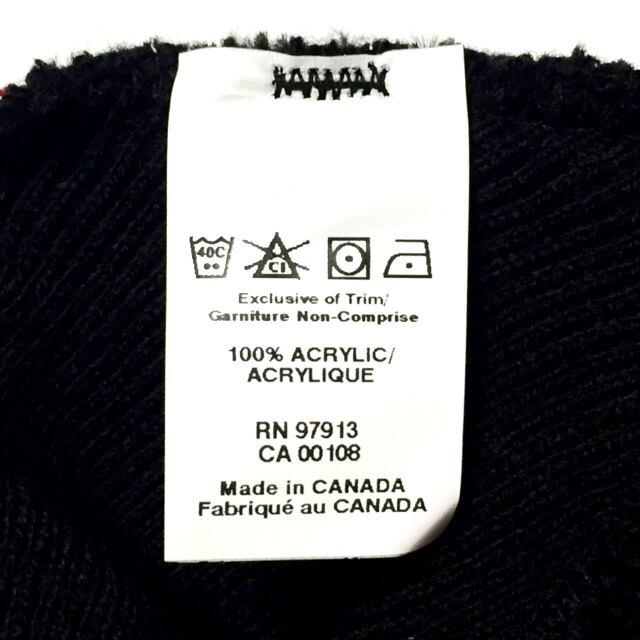 40C
Cl
Exclusive of Trim/
Garniture Non-Comprise
100% ACRYLIC/
ACRYLIQUE
RN 97913
CA 00108
Made in CANADA
Fabriqué au CANADA